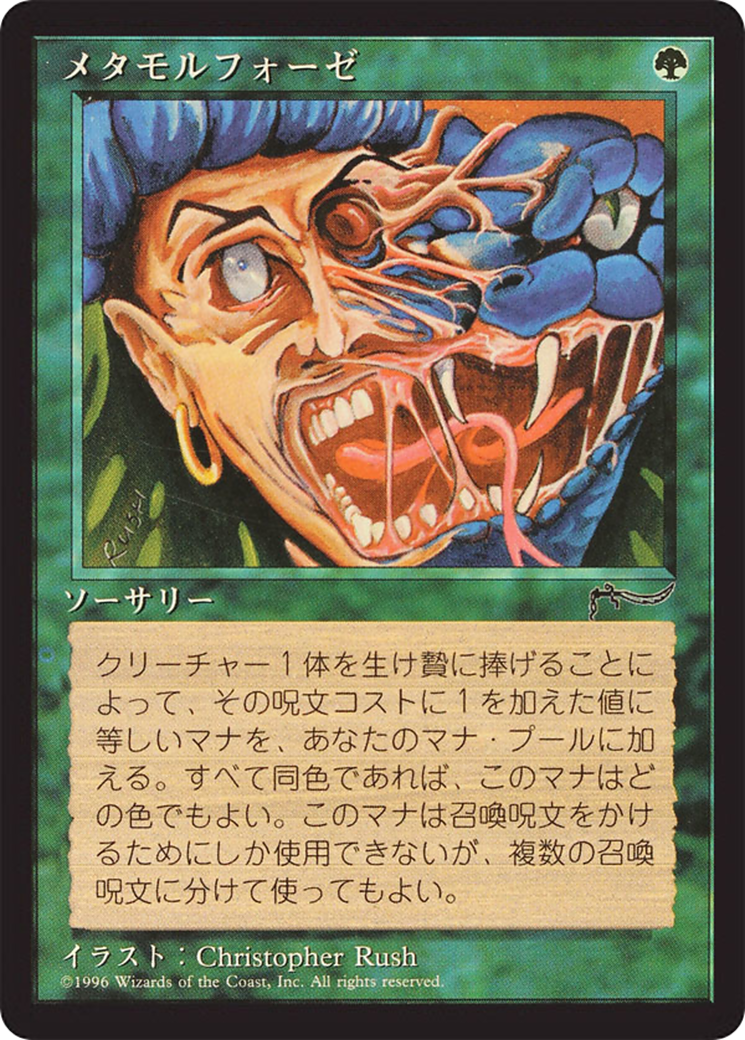 メタモルフォーゼ
RUSH
ソーサリー
クリーチャー1体を生け贄に捧げることに
よって、その呪文コストに1を加えた値に
等しいマナを、あなたのマナ・プールに加
える。すべて同色であれば、このマナはど
の色でもよい。このマナは召喚呪文をかけ
るためにしか使用できないが、複数の召喚
呪文に分けて使ってもよい。
イラスト：Christopher Rush
©1996 Wizards of the Coast, Inc. All rights reserved.